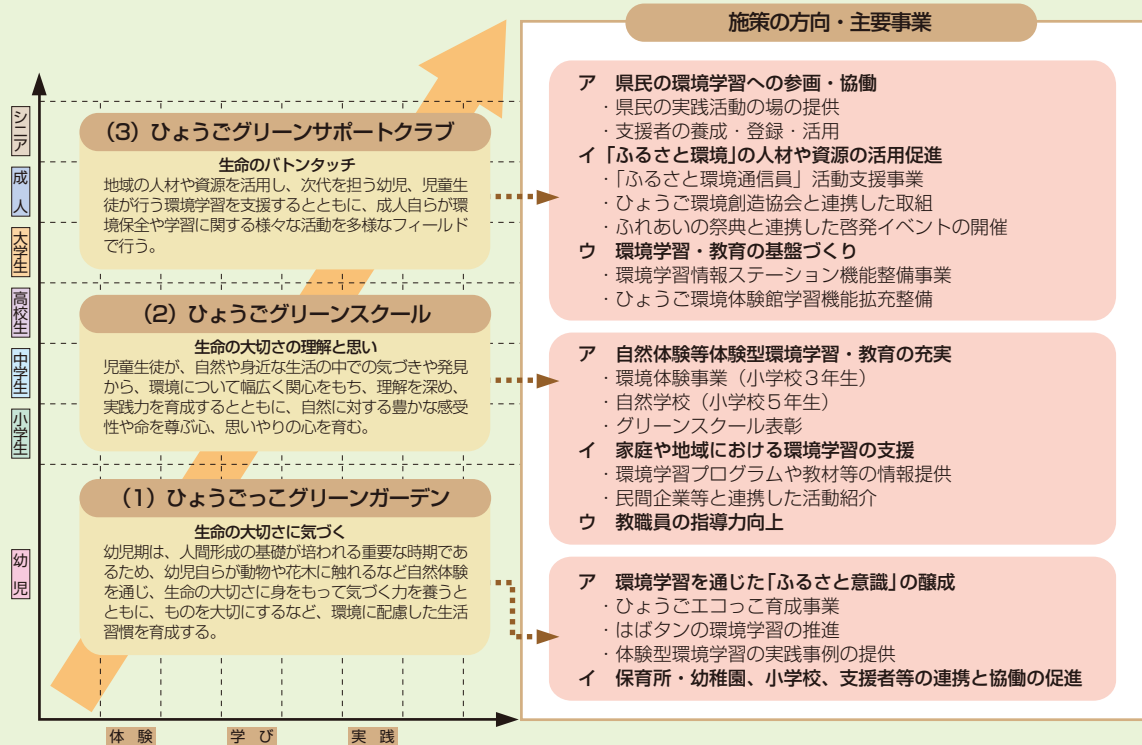 施策の方向・主要事業
シニア
成人
大学生
高校生
中学生
小学生
幼児
(3)ひょうごグリーンサポートクラブ
生命のバトンタッチ
地域の人材や資源を活用し、次代を担う幼児、児童生
徒が行う環境学習を支援するとともに、成人自らが環
境保全や学習に関する様々な活動を多様なフィールド
で行う。
(2)ひょうごグリーンスクール
生命の大切さの理解と思い
児童生徒が、自然や身近な生活の中での気づきや発見
から、環境について幅広く関心をもち、理解を深め、
実践力を育成するとともに、自然に対する豊かな感受
性や命を尊ぶ心、思いやりの心を育む。
(1)ひょうごっこグリーンガーデン
生命の大切さに気づく
幼児期は、人間形成の基礎が培われる重要な時期であ
るため、幼児自らが動物や花木に触れるなど自然体験
を通じ、生命の大切さに身をもって気づく力を養うと
ともに、ものを大切にするなど、環境に配慮した生活
習慣を育成する。
体験
学び
実践
ア 県民の環境学習への参画・協働
・県民の実践活動の場の提供
・支援者の養成・登録・活用
イ 「ふるさと環境」の人材や資源の活用促進
・「ふるさと環境通信員」活動支援事業
・ひょうご環境創造協会と連携した取組
・ふれあいの祭典と連携した啓発イベントの開催
ウ 環境学習・教育の基盤づくり
・環境学習情報ステーション機能整備事業
・ひょうご環境体験館学習機能拡充整備
ア 自然体験等体験型環境学習・教育の充実
・環境体験事業(小学校3年生)
・自然学校(小学校5年生)
・グリーンスクール表彰
イ 家庭や地域における環境学習の支援
・環境学習プログラムや教材等の情報提供
・民間企業等と連携した活動紹介
ウ 教職員の指導力向上
ア 環境学習を通じた「ふるさと意識」の醸成
・ひょうごエコっこ育成事業
・はばタンの環境学習の推進
・体験型環境学習の実践事例の提供
イ 保育所・幼稚園、小学校、支援者等の連携と協働の促進